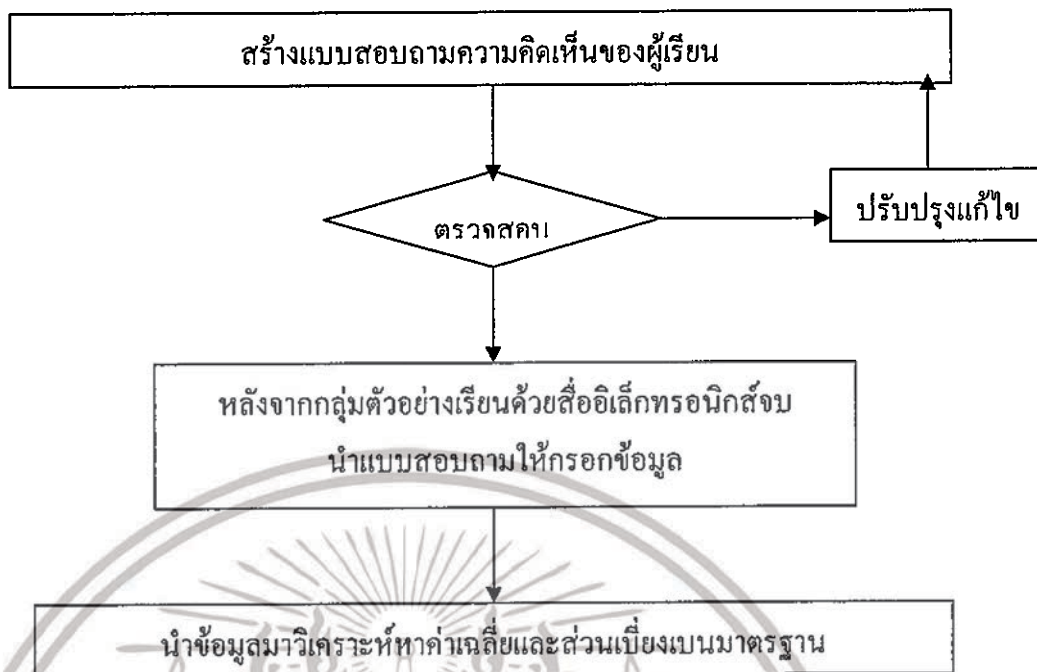 สร้างแบบสอบถามความคิดเห็นของผู้เรียน
ตรวจสอบ
ปรับปรุงแก้ไข
หลังจากกลุ่มตัวอย่างเรียนด้วยสื่ออิเล็กทรอนิกส์จบ
นำแบบสอบถามให้กรอกข้อมูล
นำข้อมูลมาวิเคราะห์หาค่าเฉลี่ยและส่วนเบี่ยงเบนมาตรฐาน